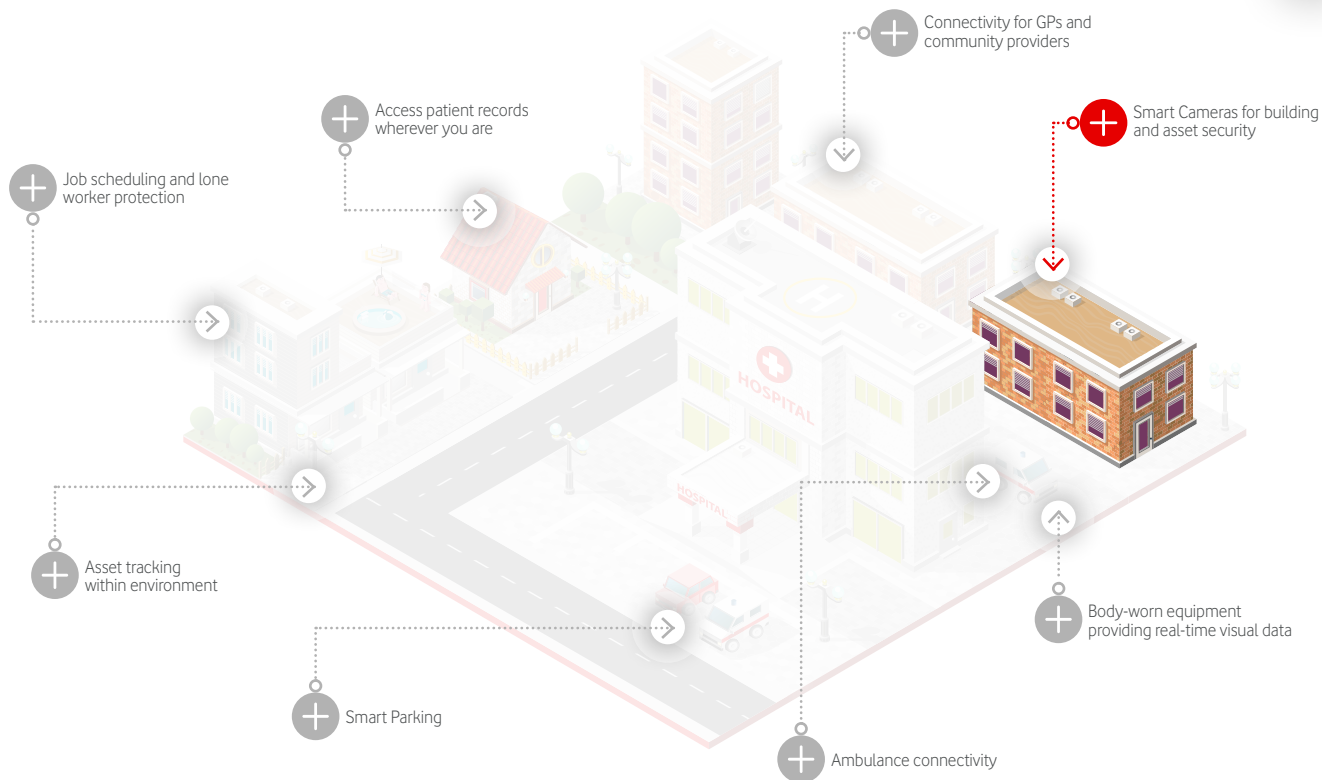 Connectivity for GPs and
community providers
Smart Cameras for building
and asset security
Access patient records
wherever you are
Job scheduling and lone
worker protection
HOSPITAL
HOSPITAL
Asset tracking
within environment
Body-worn equipment
providing real-time visual data
Smart Parking
Ambulance connectivity